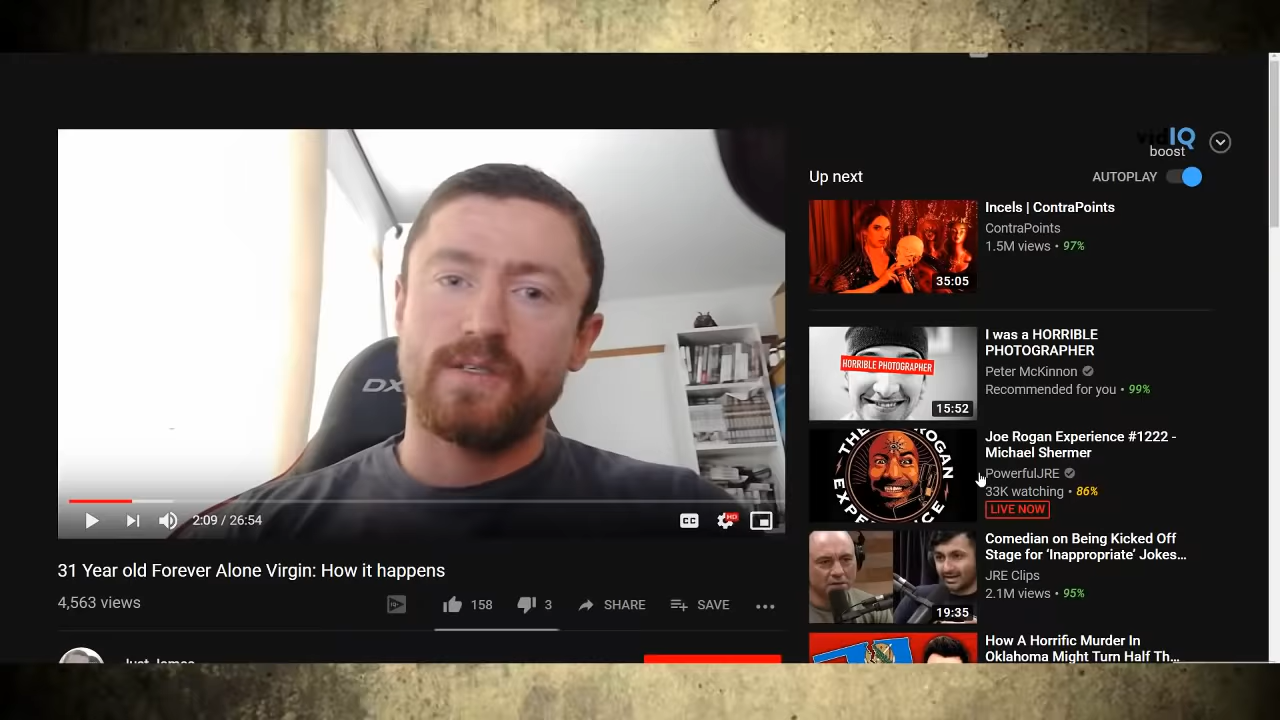 vidIQ
boost
Up next
AUTOPLAY
DX
Incels | ContraPoints
ContraPoints
1.5M views • 97%
35:05
I was a HORRIBLE
PHOTOGRAPHER
HORRIBLE PHOTOGRAPHER
Peter McKinnon
Recommended for you • 99%
15:52
Joe Rogan Experience #1222 -
Michael Shermer
PowerfulJRE
33K watching • 86%
LIVE NOW
2:09 / 26:54
CC
HD
Comedian on Being Kicked Off
Stage for 'Inappropriate' Jokes...
JRE Clips
2.1M views • 95%
19:35
31 Year old Forever Alone Virgin: How it happens
4,563 views
158
3
SHARE
SAVE
How A Horrific Murder In
Oklahoma Might Turn Half Th...